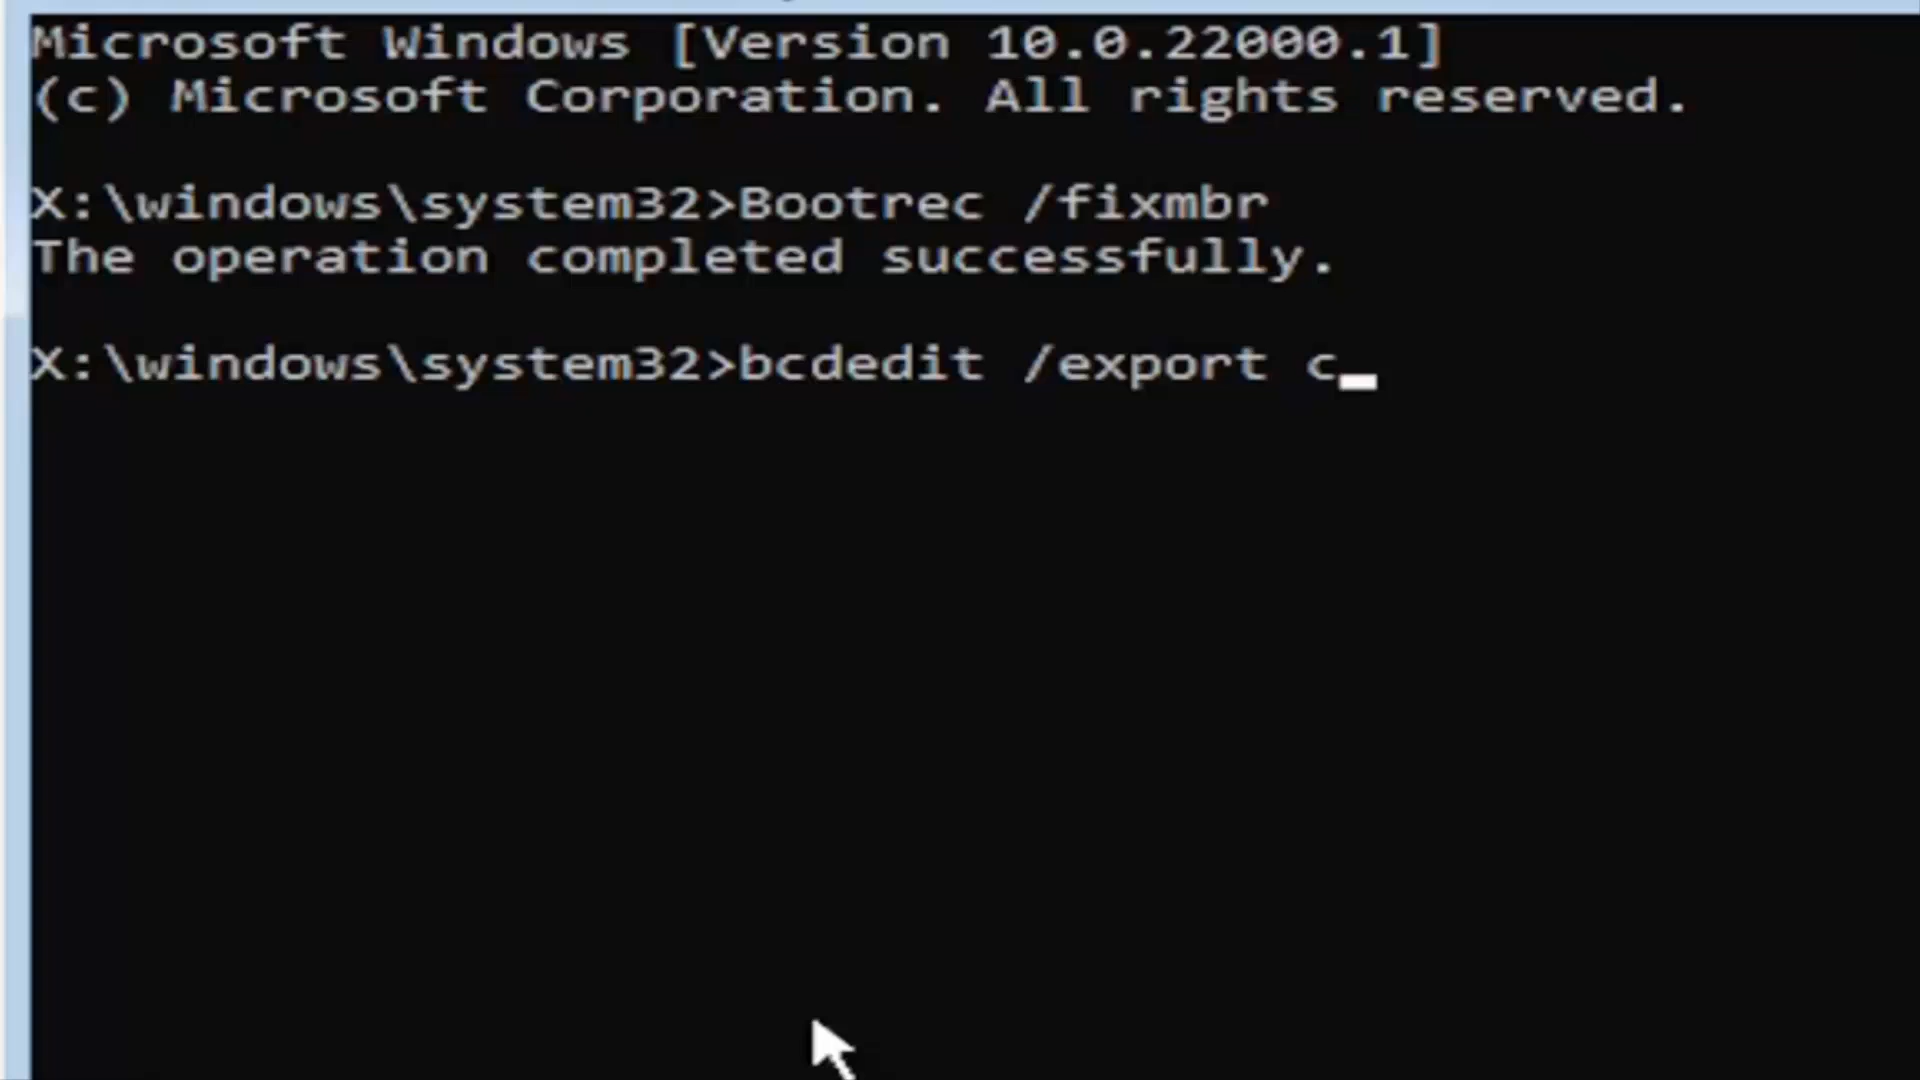 Microsoft Windows [Version 10.0.22000.1]
(c) Microsoft Corporation. All rights reserved.
X:\windows\system32>Bootrec /fixmbr
The operation completed successfully.
X:\windows\system32>bcdedit /export c